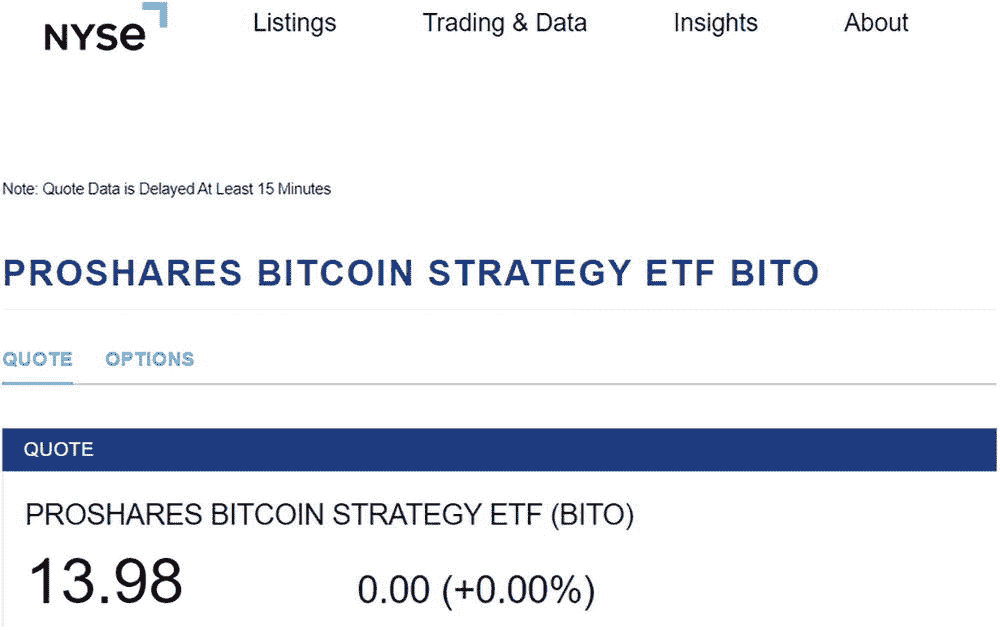 NYSE Listings Trading & Data Insights About
Note: Quote Data is Delayed At Least 15 Minutes
PROSHARES BITCOIN STRATEGY ETF BITO
QUOTE OPTIONS
QUOTE
PROSHARES BITCOIN STRATEGY ETF (BITO)
13.98 0.00 (+0.00%)